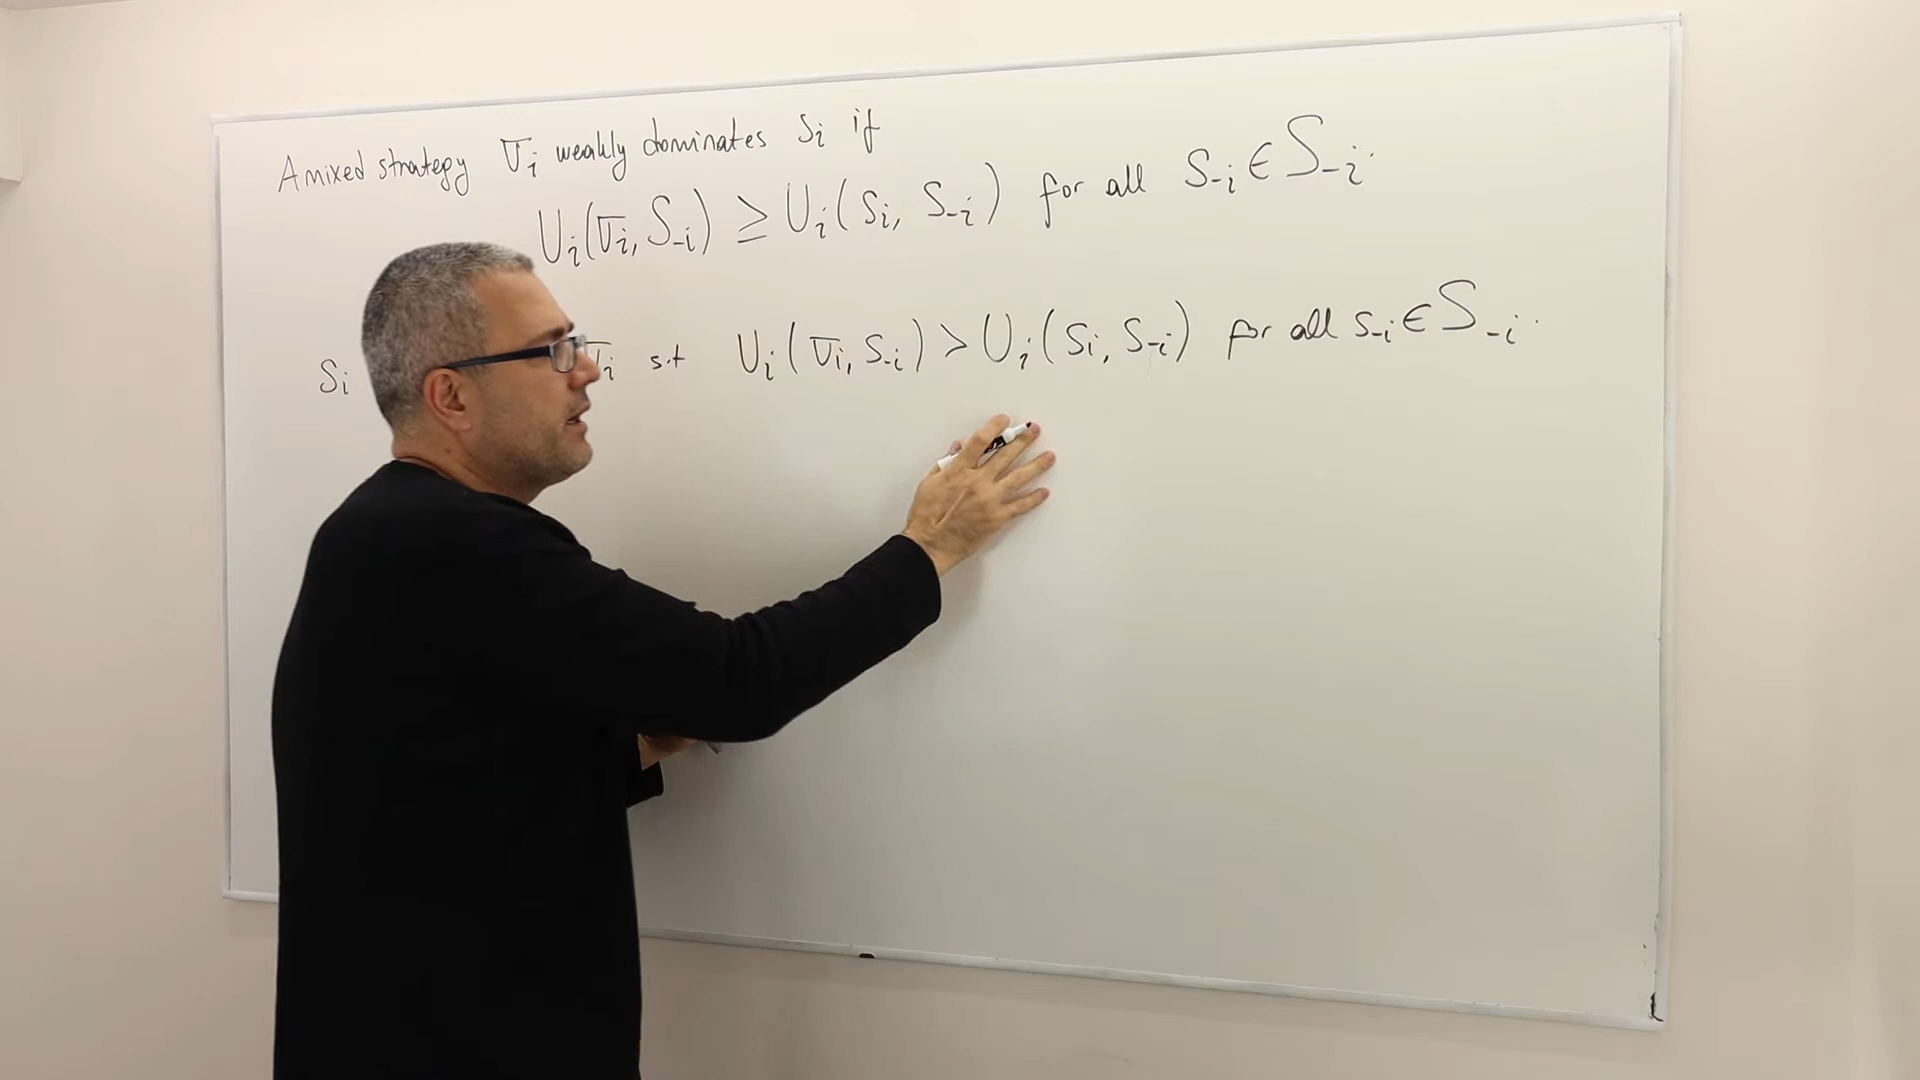 A mixed strategy σi weakly dominates Si if
Ui(σi, S-i) ≥ Ui(Si, S-i) for all S-i ∈ S-i.
Si σi s.t Ui(σi, S-i) > Ui(Si, S-i) for all S-i ∈ S-i.